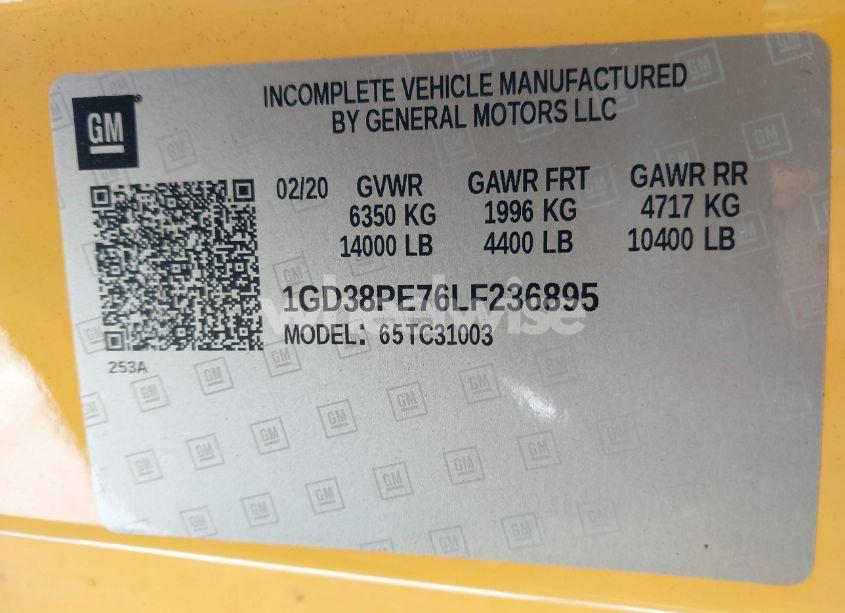 GM
INCOMPLETE VEHICLE MANUFACTURED
BY GENERAL MOTORS LLC
02/20 GVWR GAWR FRT GAWR RR
6350 KG 1996 KG 4717 KG
14000 LB 4400 LB 10400 LB
1GD38PE76LF236895
MODEL: 65TC31003
253A